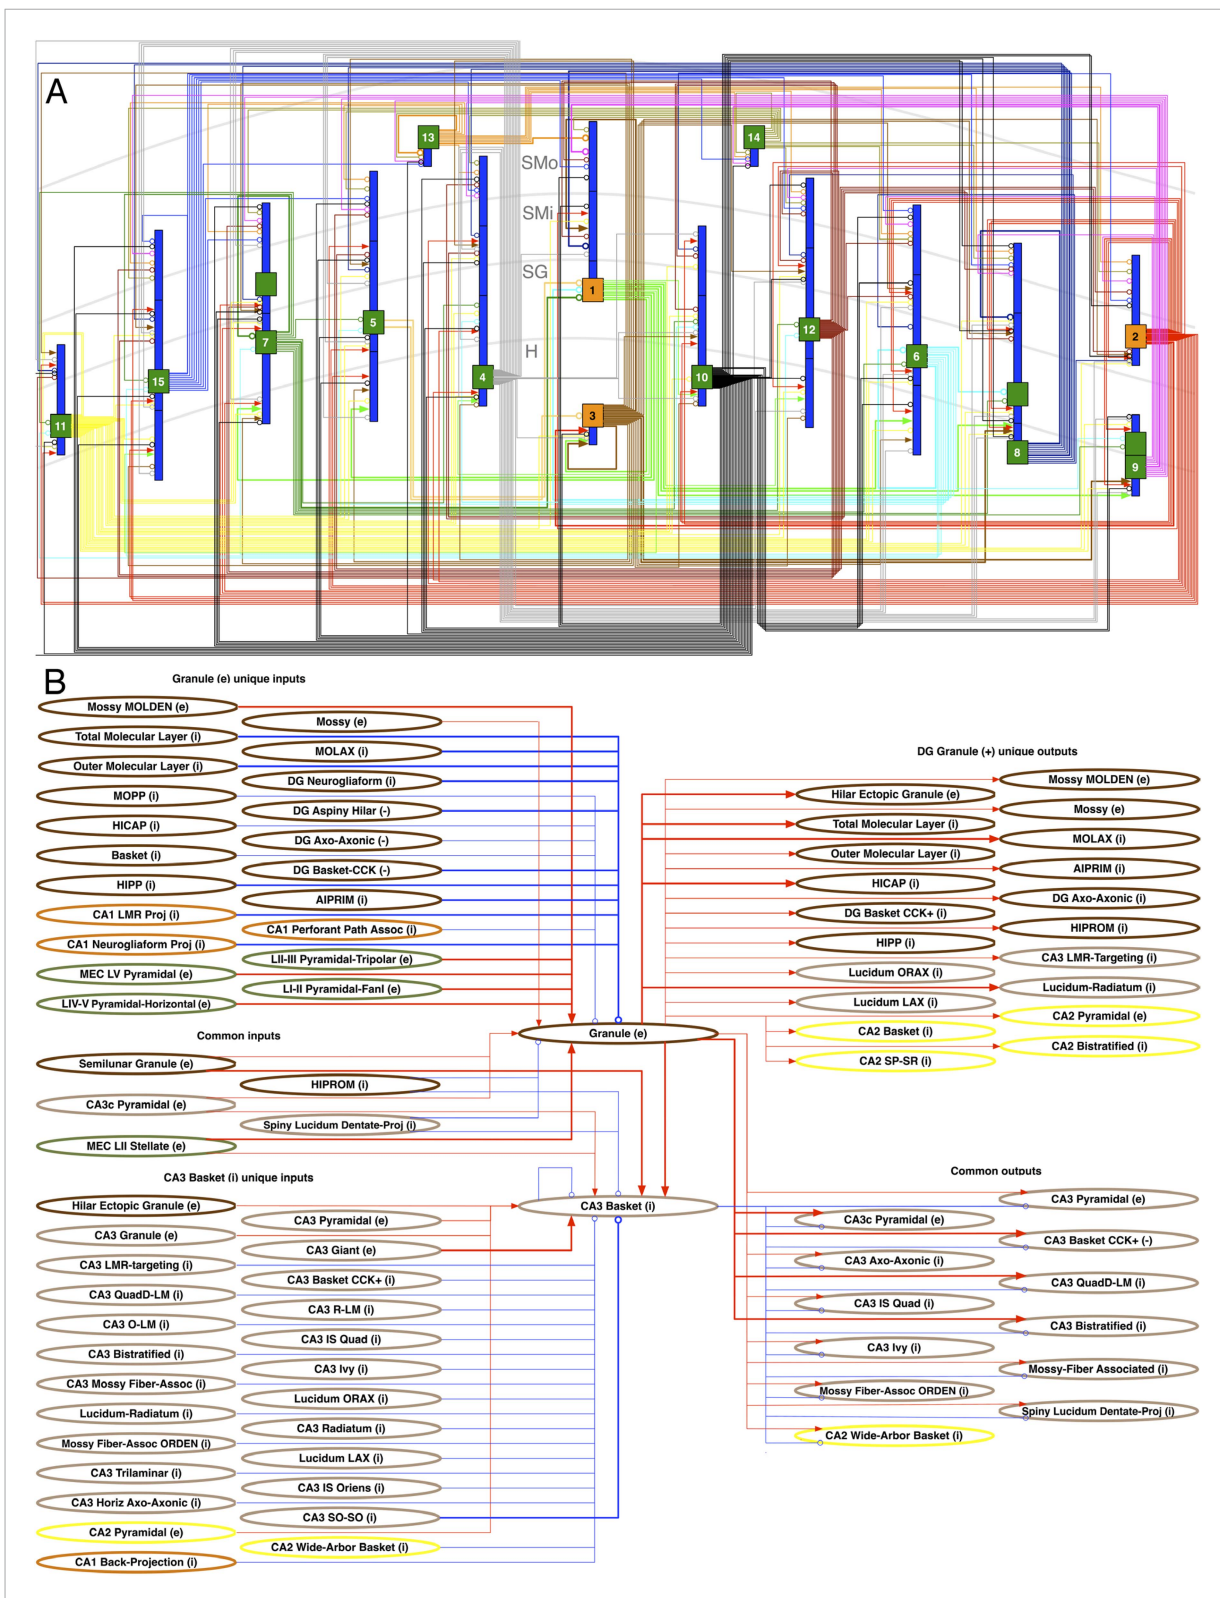 A
13
14
SMo
SMi
SG
1
5
12
2
7
6
H
15
4
10
3
11
8
9
B
Granule (e) unique inputs
Mossy MOLDEN (e)
Mossy (e)
Total Molecular Layer (i)
MOLAX (i)
Outer Molecular Layer (i)
DG Neurogliaform (i)
MOPP (i)
DG Aspiny Hilar (-)
HICAP (i)
DG Axo-Axonic (-)
Basket (i)
DG Basket-CCK (-)
HIPP (i)
AIPRIM (i)
CA1 LMR Proj (i)
CA1 Perforant Path Assoc (i)
CA1 Neurogliaform Proj (i)
LII-III Pyramidal-Tripolar (e)
MEC LV Pyramidal (e)
LI-II Pyramidal-Fanl (e)
LIV-V Pyramidal-Horizontal (e)
DG Granule (+) unique outputs
Mossy MOLDEN (e)
Hilar Ectopic Granule (e)
Mossy (e)
Total Molecular Layer (i)
MOLAX (i)
Outer Molecular Layer (i)
AIPRIM (i)
HICAP (i)
DG Axo-Axonic (i)
DG Basket CCK+ (i)
HIPROM (i)
HIPP (i)
CA3 LMR-Targeting (i)
Lucidum ORAX (i)
Lucidum-Radiatum (i)
Lucidum LAX (i)
CA2 Pyramidal (e)
CA2 Basket (i)
CA2 Bistratified (i)
CA2 SP-SR (i)
Granule (e)
Common inputs
Semilunar Granule (e)
HIPROM (i)
CA3c Pyramidal (e)
Spiny Lucidum Dentate-Proj (i)
MEC LII Stellate (e)
CA3 Basket (i) unique inputs
CA3 Basket (i)
Hilar Ectopic Granule (e)
CA3 Pyramidal (e)
CA3 Granule (e)
CA3 Giant (e)
CA3 LMR-targeting (i)
CA3 Basket CCK+ (i)
CA3 QuadD-LM (i)
CA3 R-LM (i)
CA3 O-LM (i)
CA3 IS Quad (i)
CA3 Bistratified (i)
CA3 Ivy (i)
CA3 Mossy Fiber-Assoc (i)
Lucidum ORAX (i)
Lucidum-Radiatum (i)
CA3 Radiatum (i)
Mossy Fiber-Assoc ORDEN (i)
Lucidum LAX (i)
CA3 Trilaminar (i)
CA3 IS Oriens (i)
CA3 Horiz Axo-Axonic (i)
CA3 SO-SO (i)
CA2 Pyramidal (e)
CA2 Wide-Arbor Basket (i)
CA1 Back-Projection (i)
Common outputs
CA3 Pyramidal (e)
CA3c Pyramidal (e)
CA3 Basket CCK+ (-)
CA3 Axo-Axonic (i)
CA3 QuadD-LM (i)
CA3 IS Quad (i)
CA3 Bistratified (i)
CA3 Ivy (i)
Mossy-Fiber Associated (i)
Mossy Fiber-Assoc ORDEN (i)
Spiny Lucidum Dentate-Proj (i)
CA2 Wide-Arbor Basket (i)